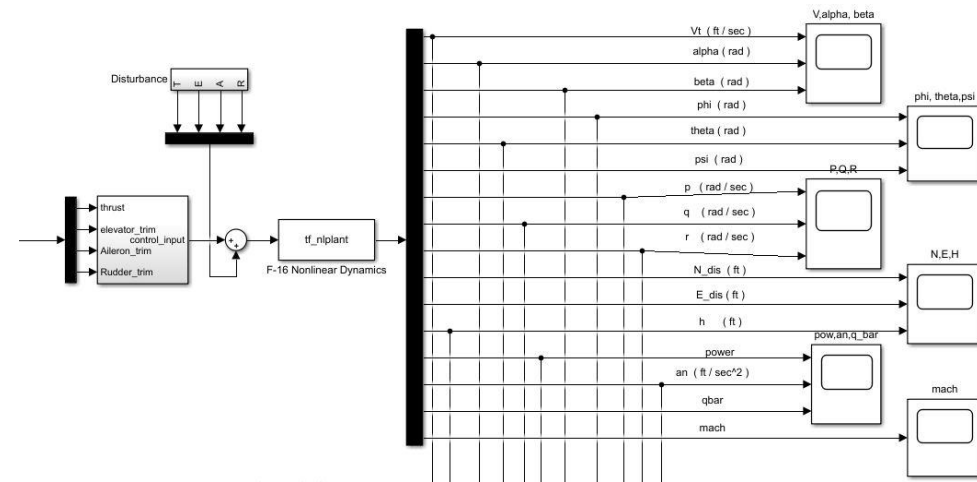 V,alpha, beta
Vt ( ft / sec )
alpha ( rad )
Disturbance
T
E
A
R
beta ( rad )
phi, theta,psi
phi ( rad )
theta ( rad )
psi ( rad )
P,Q,R
p ( rad / sec )
thrust
q ( rad / sec )
elevator_trim
control_input
Aileron_trim
r ( rad / sec )
tf_nlplant
Rudder_trim
F-16 Nonlinear Dynamics
N,E,H
N_dis ( ft )
E_dis ( ft )
h ( ft )
pow,an,q_bar
power
an ( ft / sec^2 )
mach
qbar
mach